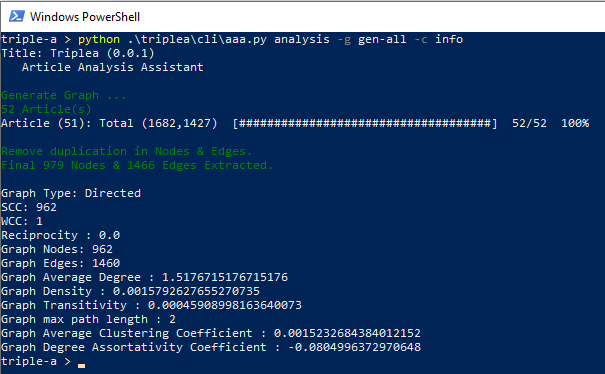 Windows PowerShell
triple-a > python .\triplea\cli\aaa.py analysis -g gen-all -c info
Title: Triplea (0.0.1)
   Article Analysis Assistant

Generate Graph ...
52 Article(s)
Article (51): Total (1682,1427)  [####################################]  52/52  100%

Remove duplication in Nodes & Edges.
Final 979 Nodes & 1466 Edges Extracted.

Graph Type: Directed
SCC: 962
WCC: 1
Reciprocity : 0.0
Graph Nodes: 962
Graph Edges: 1460
Graph Average Degree : 1.5176715176715176
Graph Density : 0.0015792627655270735
Graph Transitivity : 0.00045908998163640073
Graph max path length : 2
Graph Average Clustering Coefficient : 0.0015232684384012152
Graph Degree Assortativity Coefficient : -0.0804996372970648
triple-a >